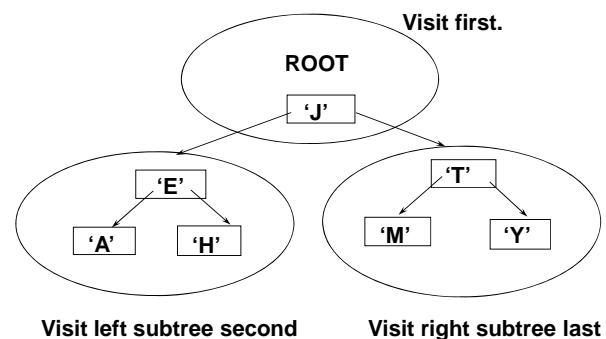 Visit first.
ROOT
‘J’
‘E’
‘T’
‘A’
‘H’
‘M’
‘Y’
Visit left subtree second
Visit right subtree last